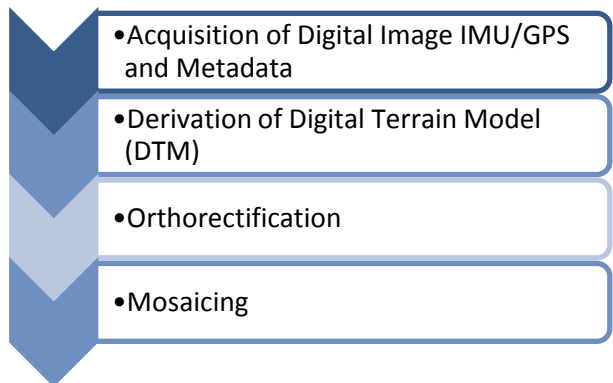 •Acquisition of Digital Image IMU/GPS
and Metadata
•Derivation of Digital Terrain Model
(DTM)
•Orthorectification
•Mosaicing